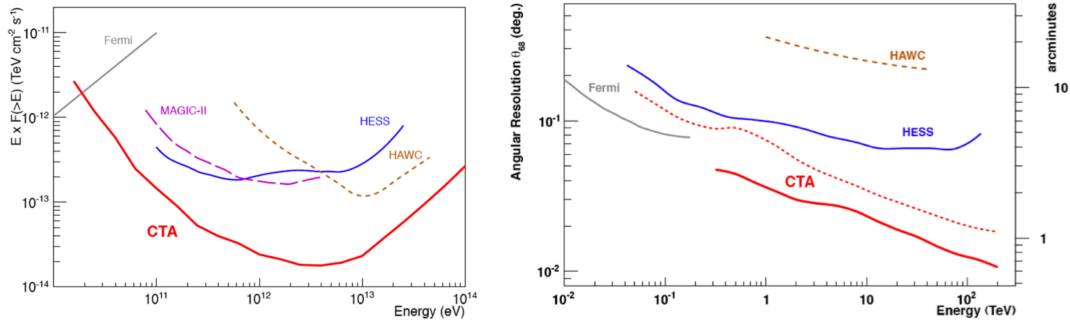 E x F(>E) (TeV cm⁻² s⁻¹)
10⁻¹¹
10⁻¹²
10⁻¹³
10⁻¹⁴
Fermi
MAGIC-II
HESS
HAWC
CTA
10¹¹
10¹²
10¹³
10¹⁴
Energy (eV)
Angular Resolution θ₆₈ (deg.)
10⁻¹
10⁻²
Fermi
HAWC
HESS
CTA
arcminutes
10
1
10⁻²
10⁻¹
1
10
10²
Energy (TeV)